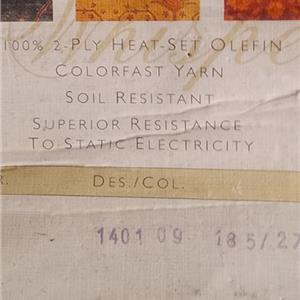 Whisper
100% 2-Ply Heat-Set Olefin
Colorfast Yarn
Soil Resistant
Superior Resistance
To Static Electricity
R. Des./Col.
1401 09 185/27